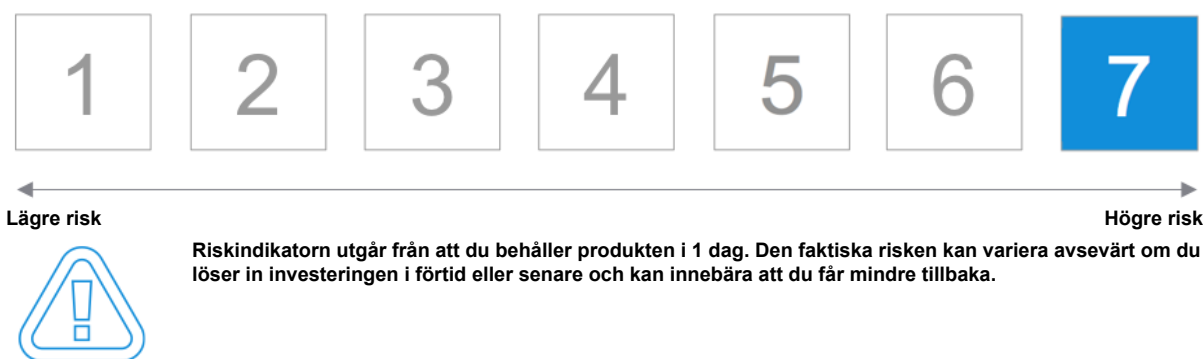 1 2 3 4 5 6 7
Lägre risk Högre risk
Riskindikatorn utgår från att du behåller produkten i 1 dag. Den faktiska risken kan variera avsevärt om du
löser in investeringen i förtid eller senare och kan innebära att du får mindre tillbaka.